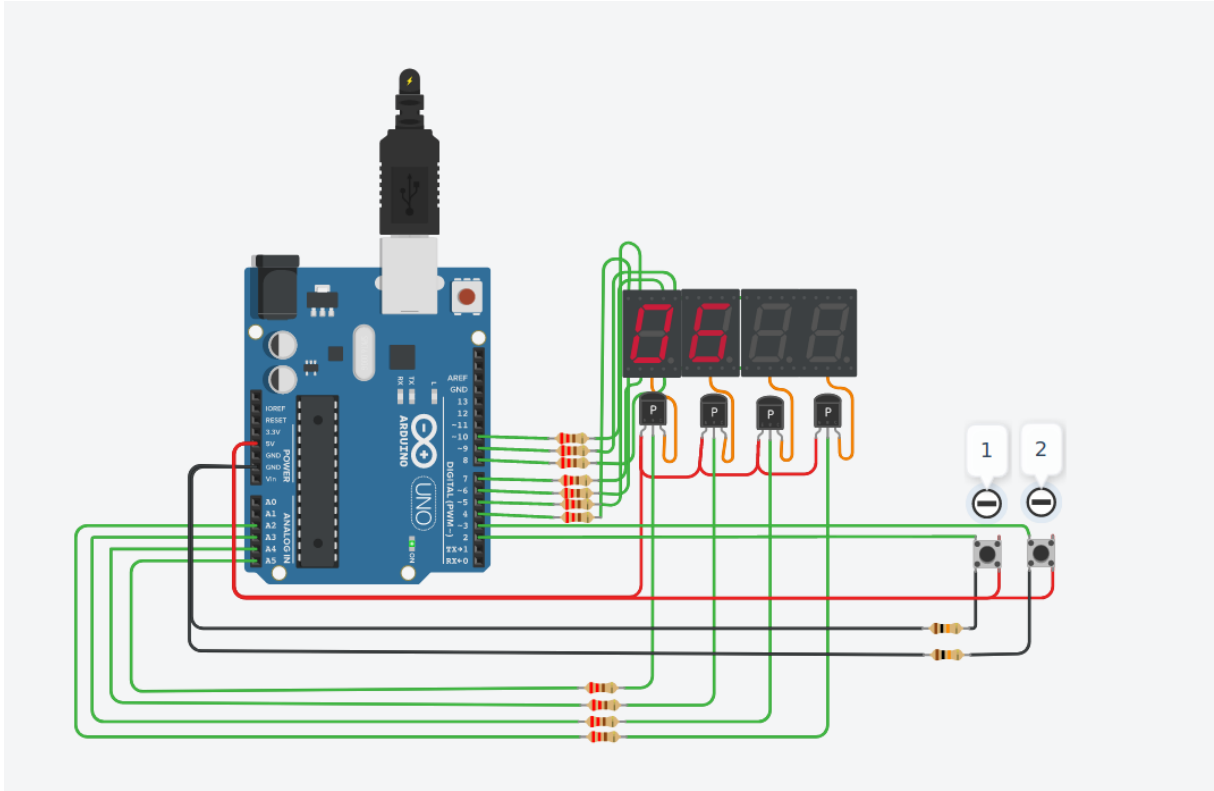 IOREF
RESET
3.3V
5V
GND
GND
Vin
POWER
A0
A1
A2
A3
A4
A5
ANALOG IN
RX
TX
L
ARDUINO
UNO
ON
AREF
GND
13
12
~11
~10
~9
8
7
~6
~5
4
~3
2
TX→1
RX←0
DIGITAL (PWM~)
05
P
P
P
P
1
2